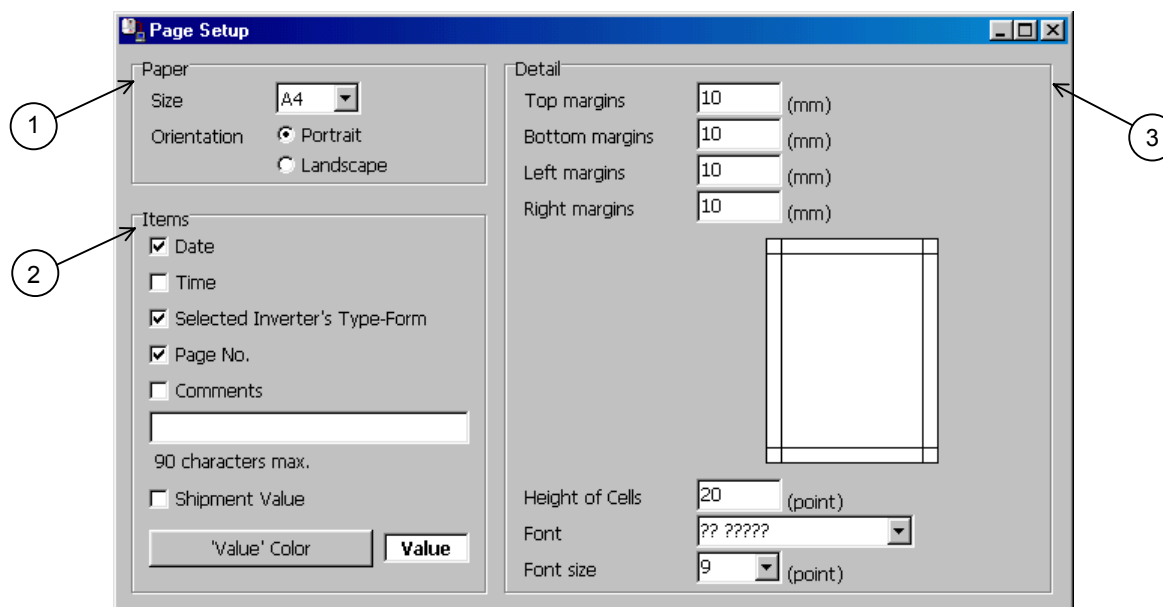 Page Setup
Paper
Size A4
Orientation Portrait
Landscape
1
Items
Date
Time
Selected Inverter's Type-Form
Page No.
Comments
90 characters max.
Shipment Value
'Value' Color Value
2
Detail
Top margins 10 (mm)
Bottom margins 10 (mm)
Left margins 10 (mm)
Right margins 10 (mm)
Height of Cells 20 (point)
Font ?? ?????
Font size 9 (point)
3